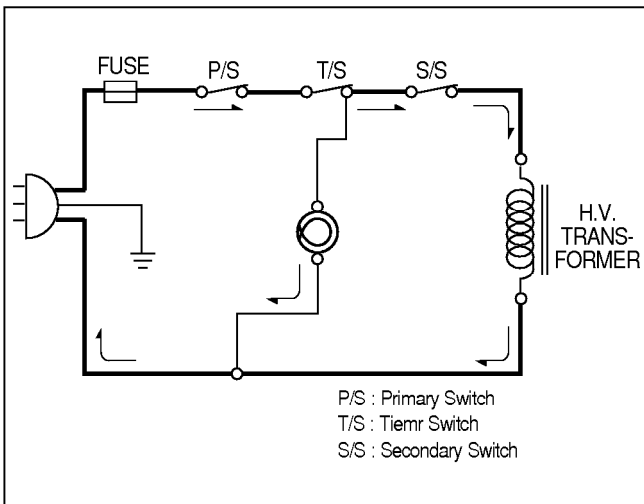 FUSE P/S T/S S/S
H.V.
TRANS-
FORMER
P/S : Primary Switch
T/S : Tiemr Switch
S/S : Secondary Switch